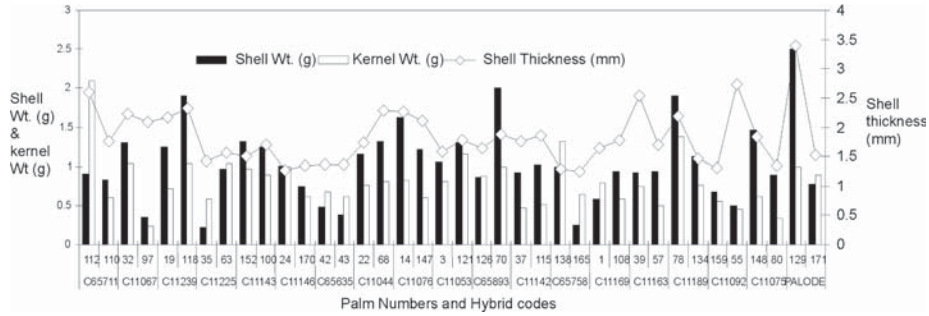 3 4
2.5 3.5
2 3
1.5 2.5
1 2
0.5 1.5
0 1
0.5
0
Shell Wt. (g) Kernel Wt. (g) Shell Thickness (mm)
Shell
Wt. (g)
&
kernel
Wt (g)
Shell
thickness
(mm)
112 110 32 97 19 118 35 63 152 100 24 170 42 43 22 68 14 147 3 121 126 70 37 115 138 165 1 108 39 57 78 134 159 55 148 80 129 171
C65711 C11067 C11239 C11225 C11143 C11146 C65635 C11044 C11076 C11053 C65893 C11142 C65758 C11169 C11163 C11189 C11092 C11075 PALODE
Palm Numbers and Hybrid codes